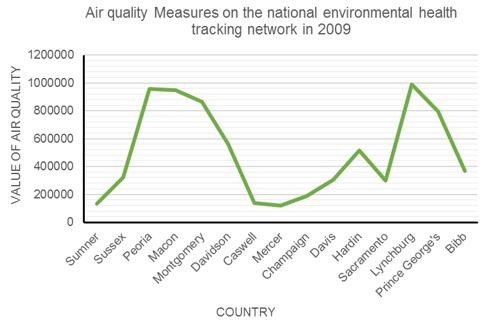 Air quality Measures on the national environmental health
tracking network in 2009
VALUE OF AIR QUALITY
1200000
1000000
800000
600000
400000
200000
0
Sumner
Sussex
Peoria
Macon
Montgomery
Davidson
Caswell
Mercer
Champaign
Davis
Hardin
Sacramento
Lynchburg
Prince George's
Bibb
COUNTRY